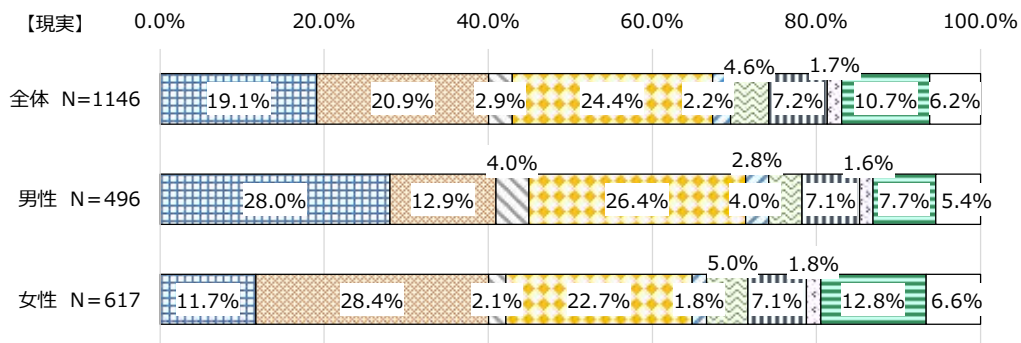 【現実】 0.0% 20.0% 40.0% 60.0% 80.0% 100.0%
4.6% 1.7%
全体 N=1146 19.1% 20.9% 2.9% 24.4% 2.2% 7.2% 10.7% 6.2%
4.0% 2.8% 1.6%
男性 N=496 28.0% 12.9% 26.4% 4.0% 7.1% 7.7% 5.4%
5.0% 1.8%
女性 N=617 11.7% 28.4% 2.1% 22.7% 1.8% 7.1% 12.8% 6.6%